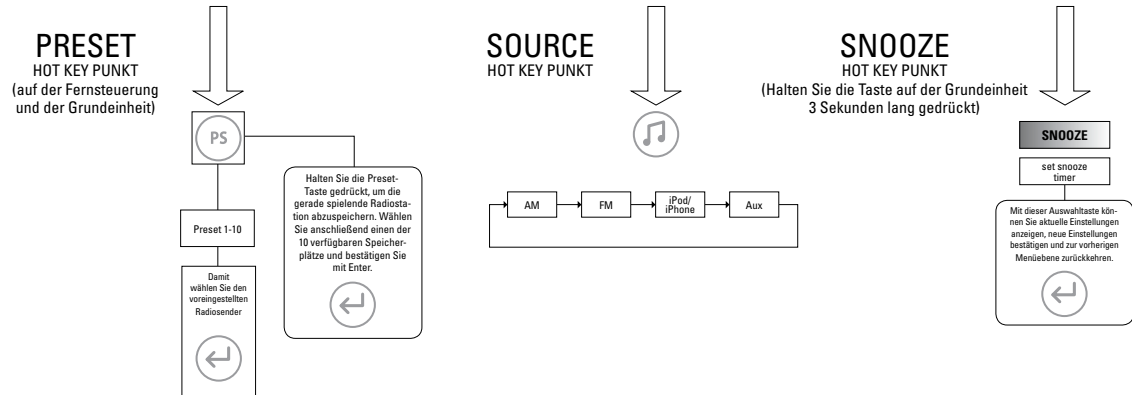 PRESET
HOT KEY PUNKT
(auf der Fernsteuerung
und der Grundeinheit)
PS
Preset 1-10
Damit
wählen Sie den
voreingestellten
Radiosender
Halten Sie die Preset-
Taste gedrückt, um die
gerade spielende Radiosta-
tion abzuspeichern. Wählen
Sie anschließend einen der
10 verfügbaren Speicher-
plätze und bestätigen Sie
mit Enter.
SOURCE
HOT KEY PUNKT
AM
FM
iPod/
iPhone
Aux
SNOOZE
HOT KEY PUNKT
(Halten Sie die Taste auf der Grundeinheit
3 Sekunden lang gedrückt)
SNOOZE
set snooze
timer
Mit dieser Auswahltaste kön-
nen Sie aktuelle Einstellungen
anzeigen, neue Einstellungen
bestätigen und zur vorherigen
Menüebene zurückkehren.